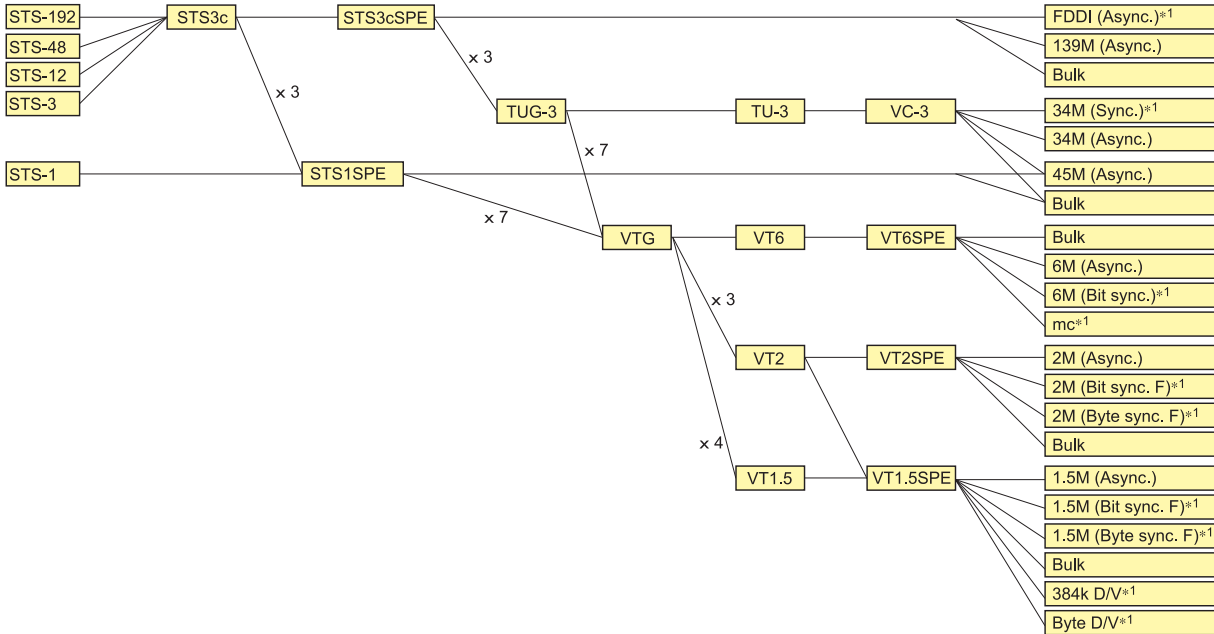 STS-192
STS3c
STS3cSPE
FDDI (Async.)*1
STS-48
139M (Async.)
STS-12
x 3
Bulk
STS-3
x 3
TUG-3
TU-3
VC-3
34M (Sync.)*1
34M (Async.)
x 7
STS-1
STS1SPE
45M (Async.)
Bulk
x 7
VTG
VT6
VT6SPE
Bulk
6M (Async.)
x 3
6M (Bit sync.)*1
mc*1
VT2
VT2SPE
2M (Async.)
2M (Bit sync. F)*1
2M (Byte sync. F)*1
x 4
Bulk
VT1.5
VT1.5SPE
1.5M (Async.)
1.5M (Bit sync. F)*1
1.5M (Byte sync. F)*1
Bulk
384k D/V*1
Byte D/V*1